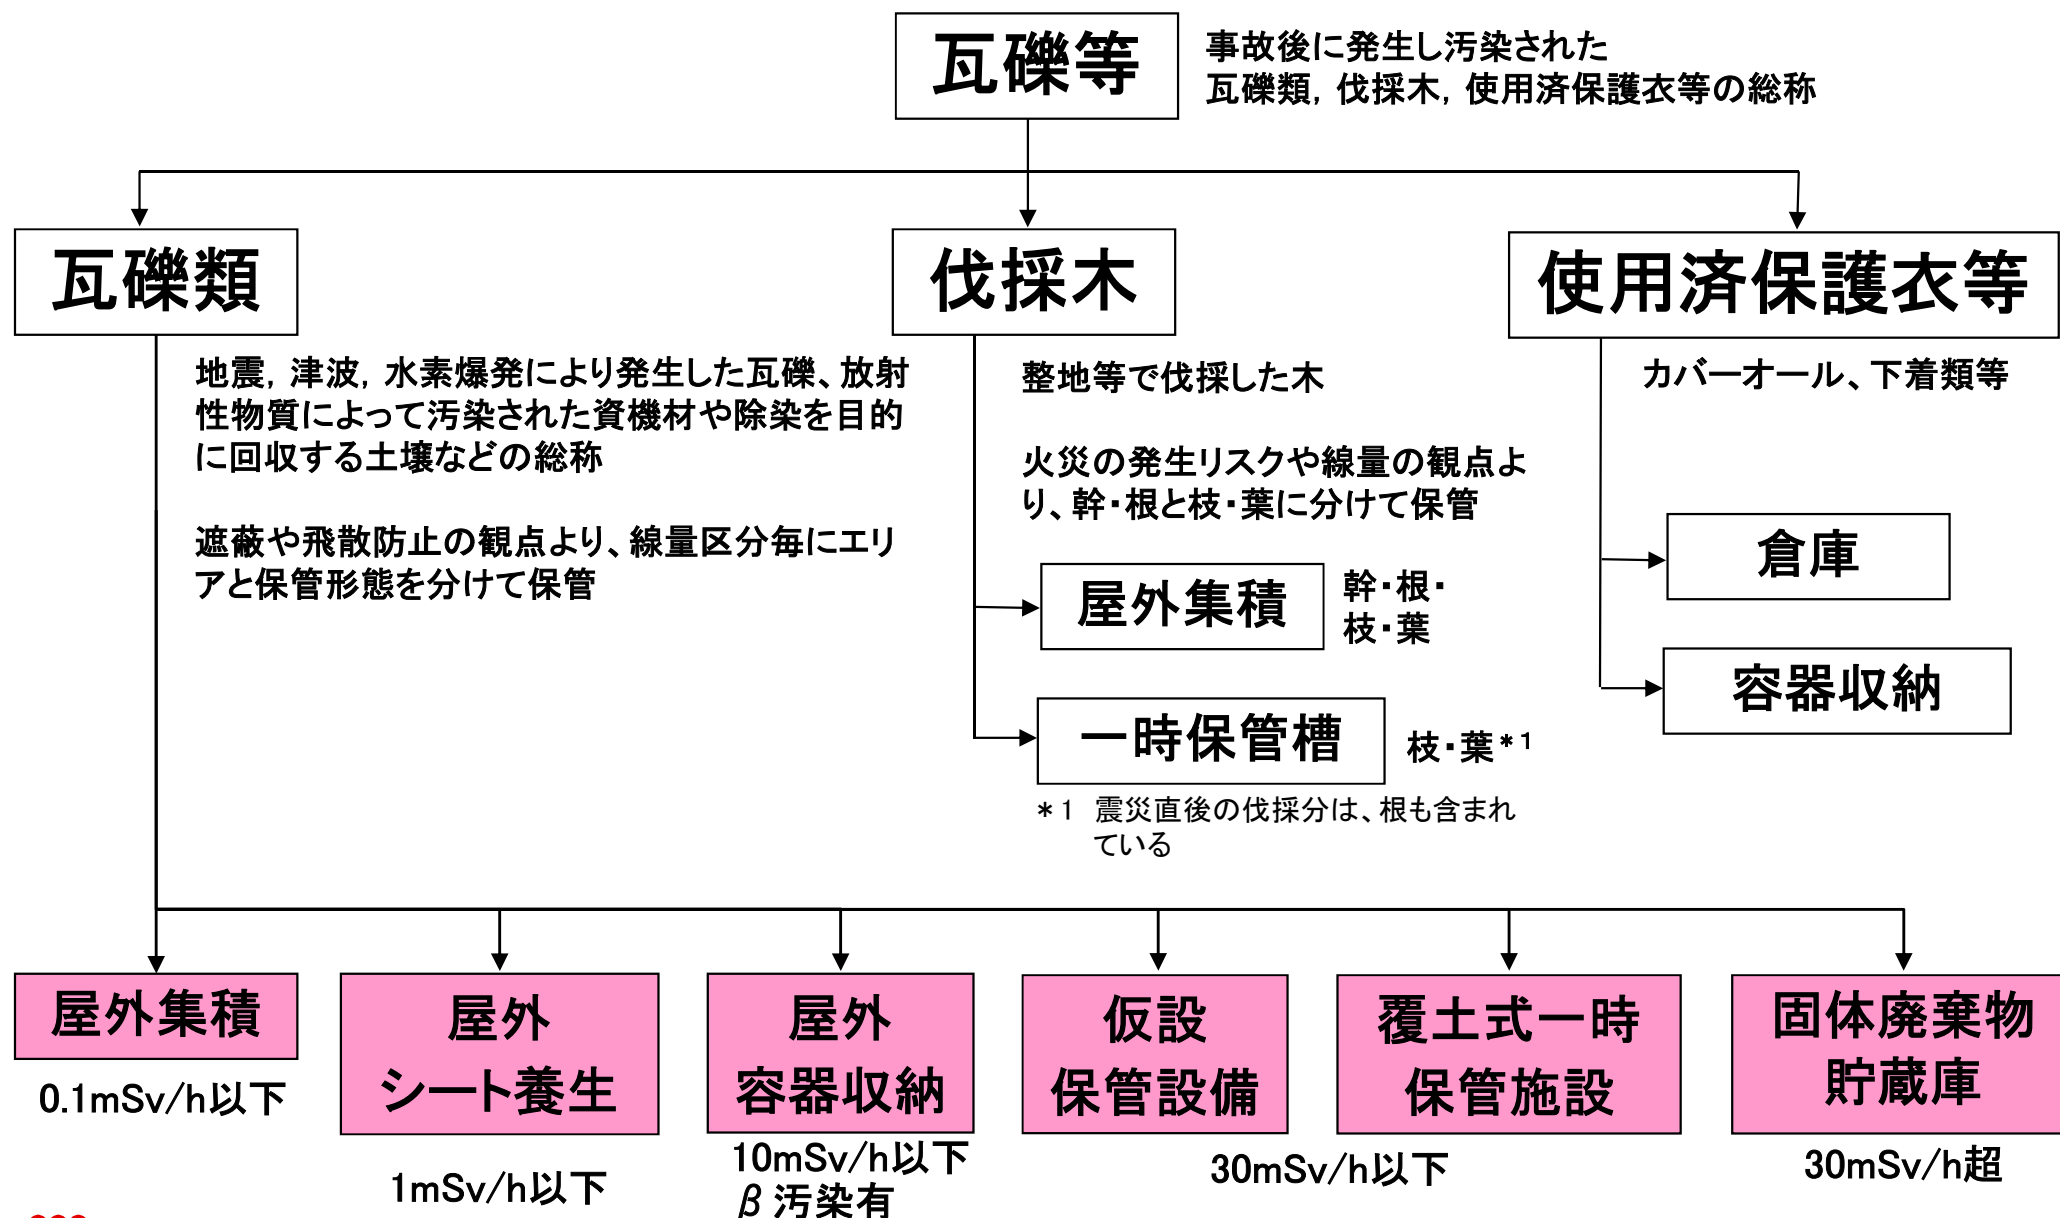 瓦礫等
事故後に発生し汚染された
瓦礫類，伐採木，使用済保護衣等の総称
瓦礫類
伐採木
使用済保護衣等
地震，津波，水素爆発により発生した瓦礫、放射
性物質によって汚染された資機材や除染を目的
に回収する土壌などの総称
遮蔽や飛散防止の観点より、線量区分毎にエリ
アと保管形態を分けて保管
整地等で伐採した木
火災の発生リスクや線量の観点よ
り、幹・根と枝・葉に分けて保管
屋外集積
幹・根・
枝・葉
一時保管槽
枝・葉*1
*1 震災直後の伐採分は、根も含まれ
ている
カバーオール、下着類等
倉庫
容器収納
屋外集積
0.1mSv/h以下
屋外
シート養生
1mSv/h以下
屋外
容器収納
10mSv/h以下
β汚染有
仮設
保管設備
覆土式一時
保管施設
30mSv/h以下
固体廃棄物
貯蔵庫
30mSv/h超